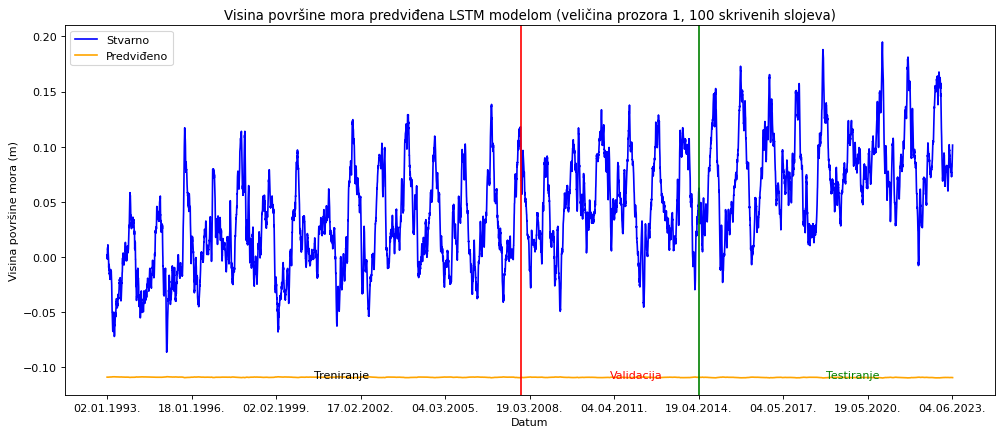 Visina površine mora predviđena LSTM modelom (veličina prozora 1, 100 skrivenih slojeva)
Stvarno
Predviđeno
Visina površine mora (m)
0.20
0.15
0.10
0.05
0.00
−0.05
−0.10
Treniranje
Validacija
Testiranje
02.01.1993.
18.01.1996.
02.02.1999.
17.02.2002.
04.03.2005.
19.03.2008.
04.04.2011.
19.04.2014.
04.05.2017.
19.05.2020.
04.06.2023.
Datum